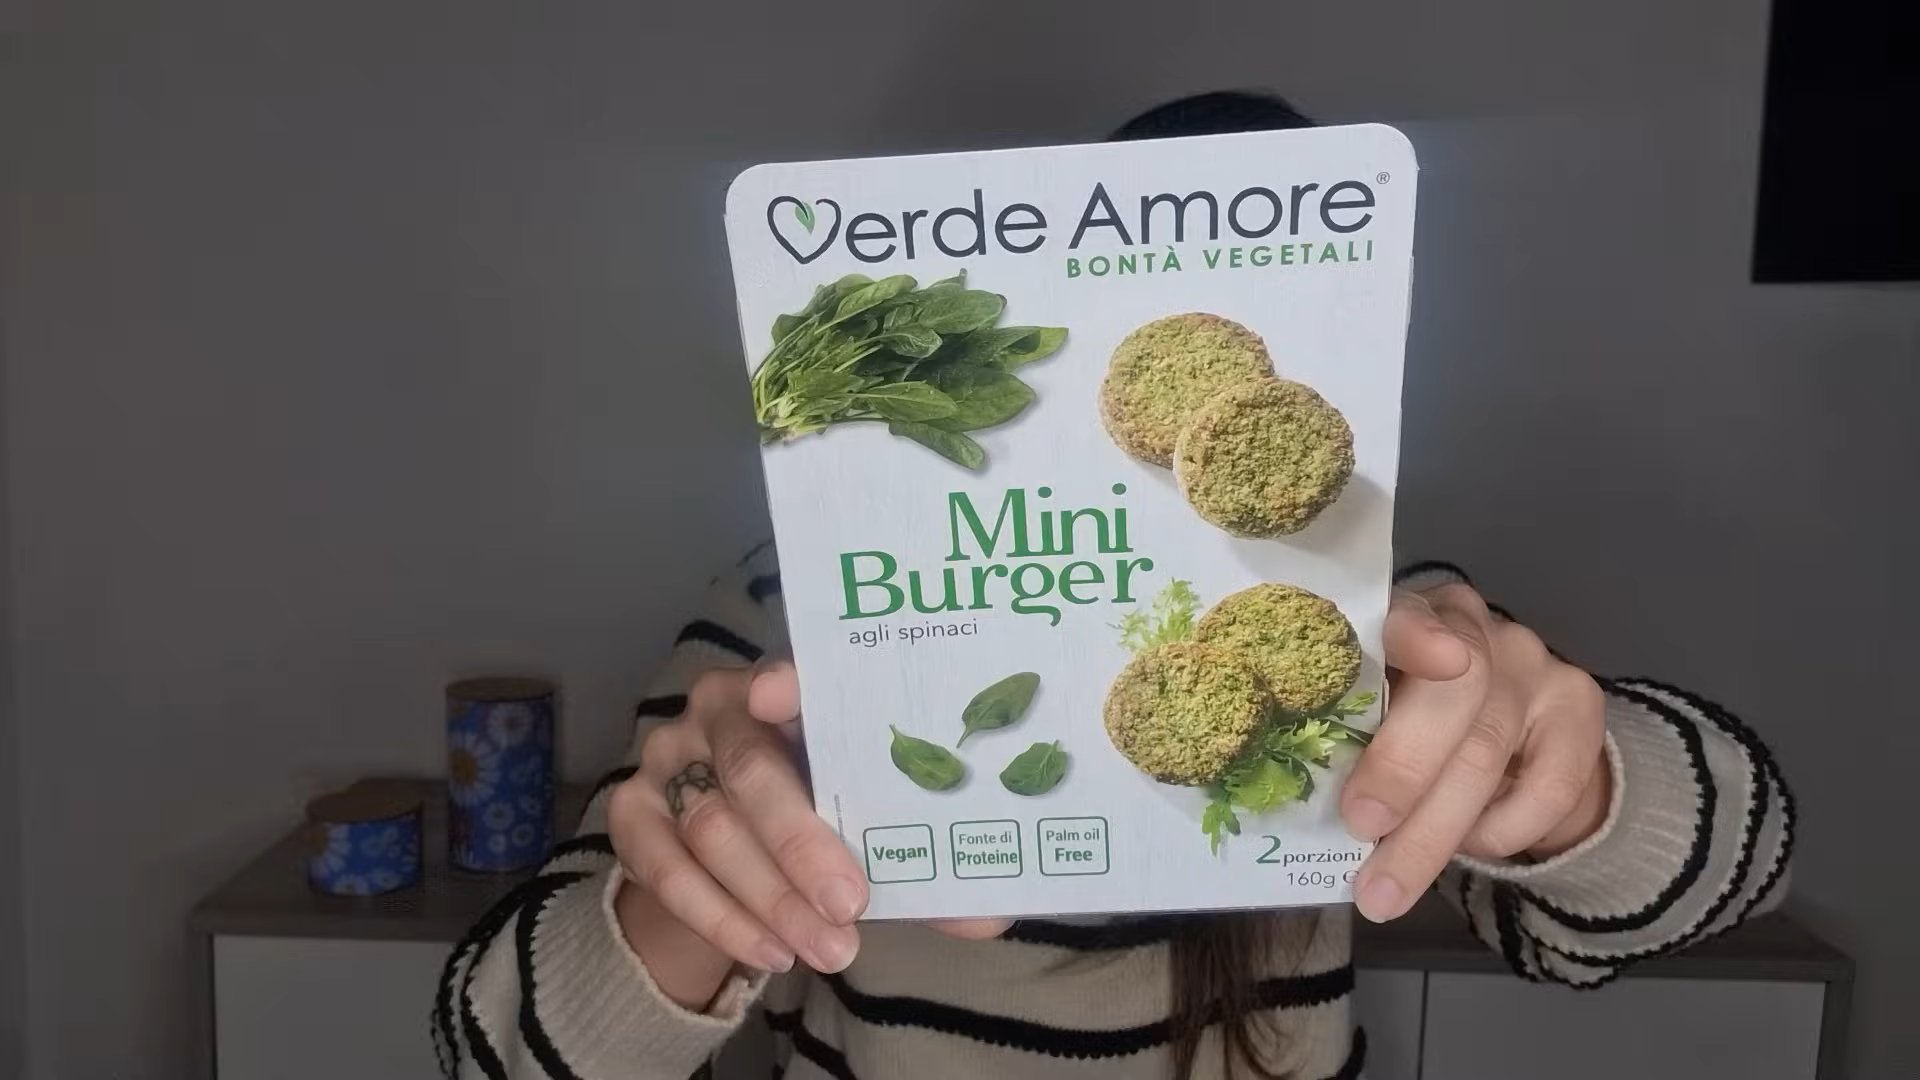 Verde Amore®
BONTÀ VEGETALI
Mini
Burger
agli spinaci
Vegan
Fonte di
Proteine
Palm oil
Free
2 porzioni
160g